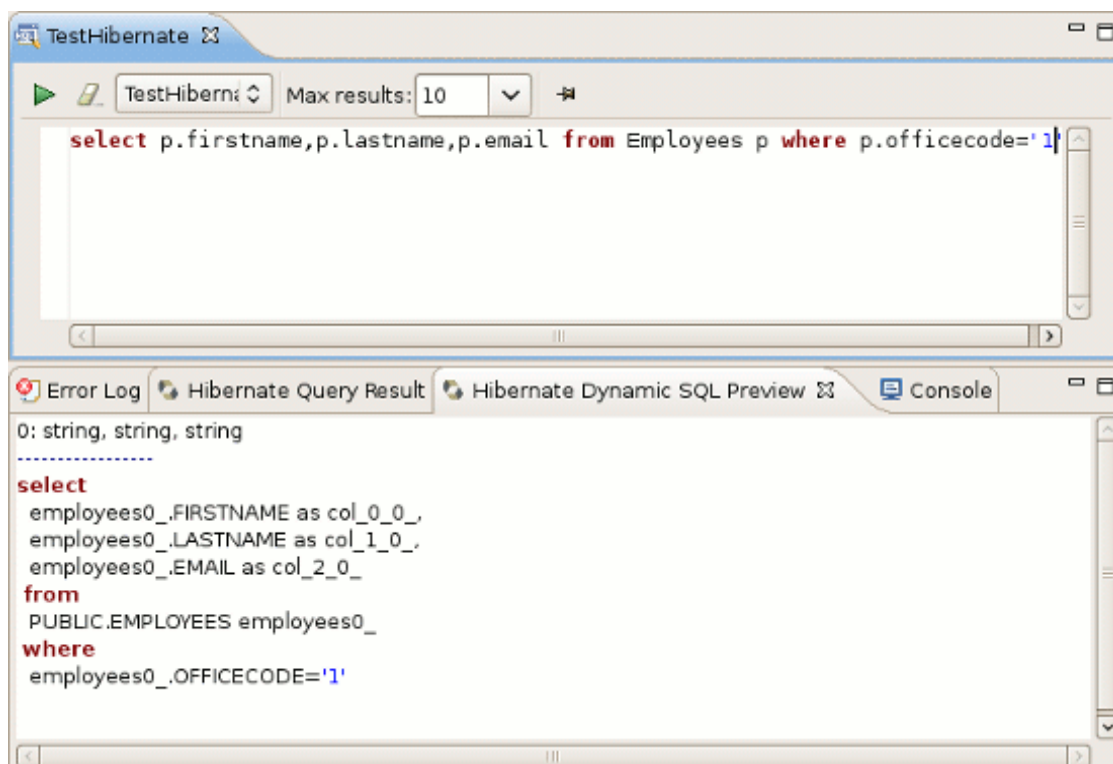 TestHibernate
TestHiberna Max results: 10
select p.firstname,p.lastname,p.email from Employees p where p.officecode='1'
Error Log Hibernate Query Result Hibernate Dynamic SQL Preview Console
0: string, string, string
----------------
select
employees0_.FIRSTNAME as col_0_0_,
employees0_.LASTNAME as col_1_0_,
employees0_.EMAIL as col_2_0_
from
PUBLIC.EMPLOYEES employees0_
where
employees0_.OFFICECODE='1'